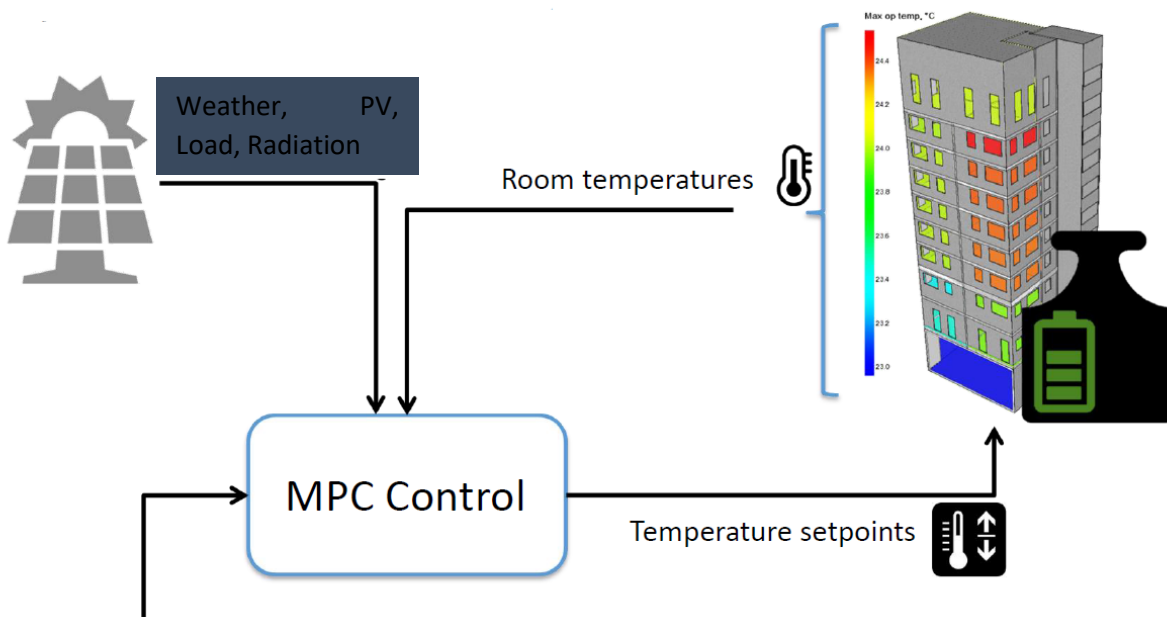 Max op temp, °C
Weather, PV,
Load, Radiation
24.4
24.2
24.0
23.8
23.6
23.4
23.2
23.0
Room temperatures
MPC Control
Temperature setpoints